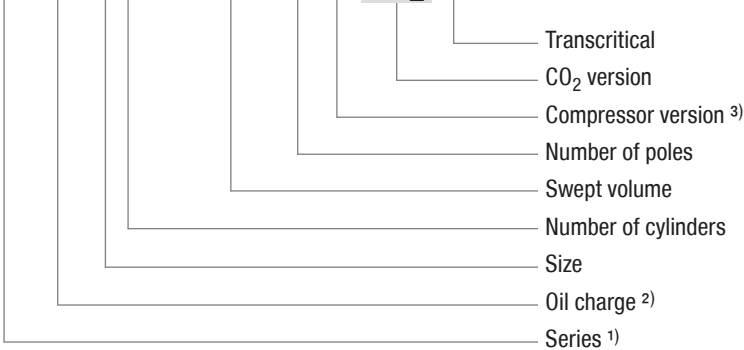 Transcritical
CO₂ version
Compressor version ³⁾
Number of poles
Swept volume
Number of cylinders
Size
Oil charge ²⁾
Series ¹⁾